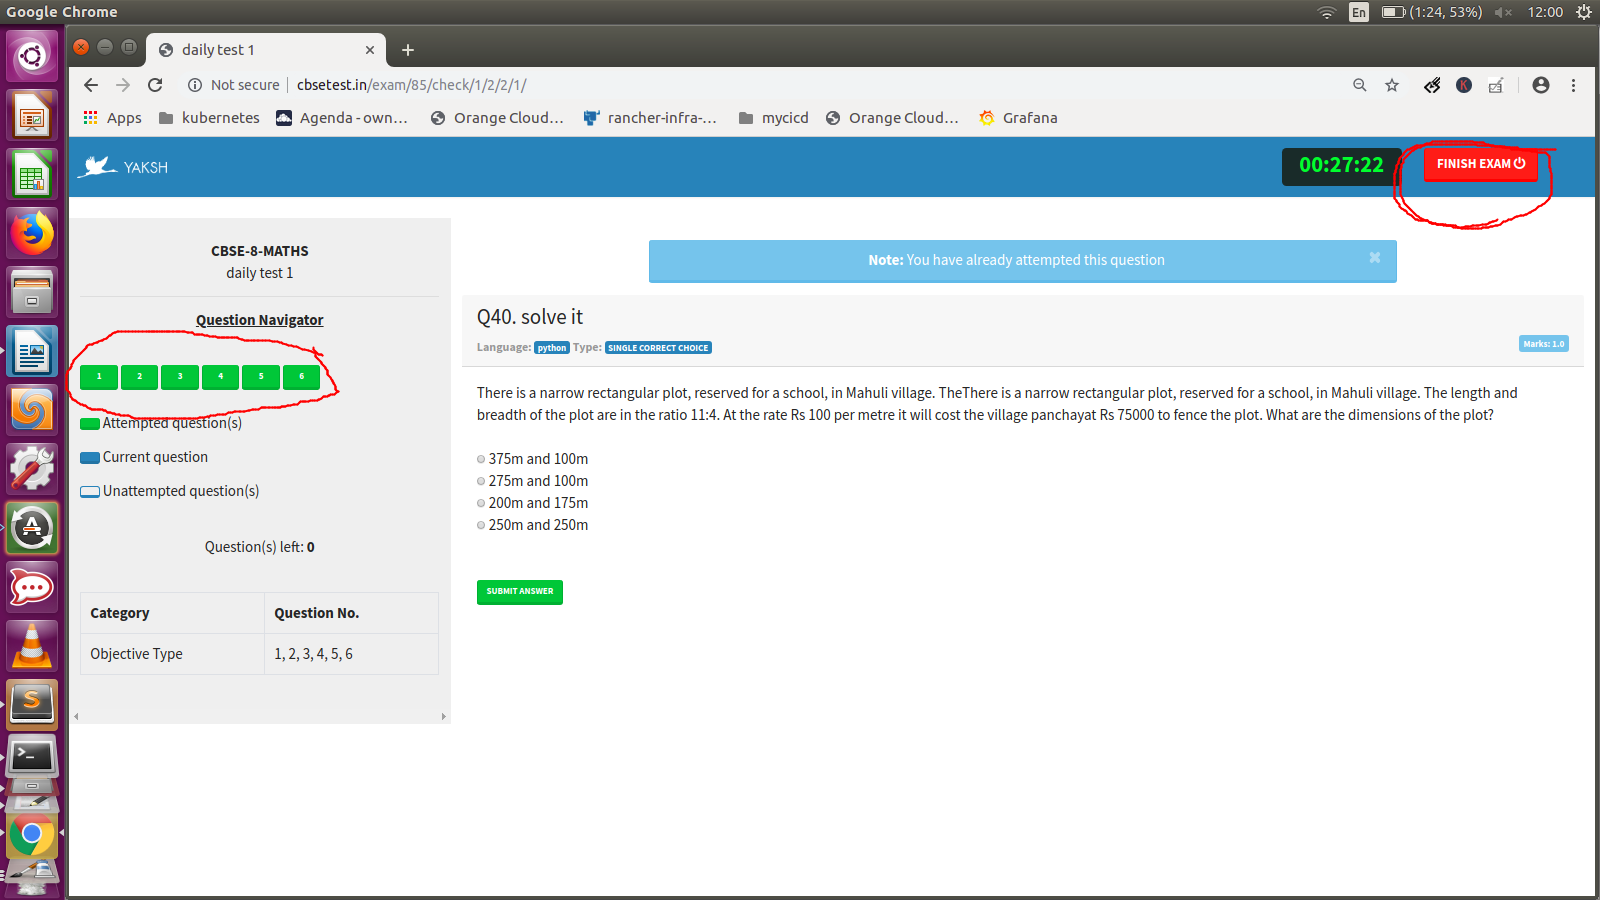 Google Chrome
En
(1:24, 53%)
12:00
daily test 1
Not secure
cbsetest.in/exam/85/check/1/2/2/1/
Apps
kubernetes
Agenda - own...
Orange Cloud...
rancher-infra-...
mycicd
Orange Cloud...
Grafana
YAKSH
00:27:22
FINISH EXAM
CBSE-8-MATHS
daily test 1
Question Navigator
1 2 3 4 5 6
Attempted question(s)
Current question
Unattempted question(s)
Question(s) left: 0
Category Question No.
Objective Type 1, 2, 3, 4, 5, 6
Note: You have already attempted this question
Q40. solve it
Language: python Type: SINGLE CORRECT CHOICE
Marks: 1.0
There is a narrow rectangular plot, reserved for a school, in Mahuli village. TheThere is a narrow rectangular plot, reserved for a school, in Mahuli village. The length and
breadth of the plot are in the ratio 11:4. At the rate Rs 100 per metre it will cost the village panchayat Rs 75000 to fence the plot. What are the dimensions of the plot?
375m and 100m
275m and 100m
200m and 175m
250m and 250m
SUBMIT ANSWER